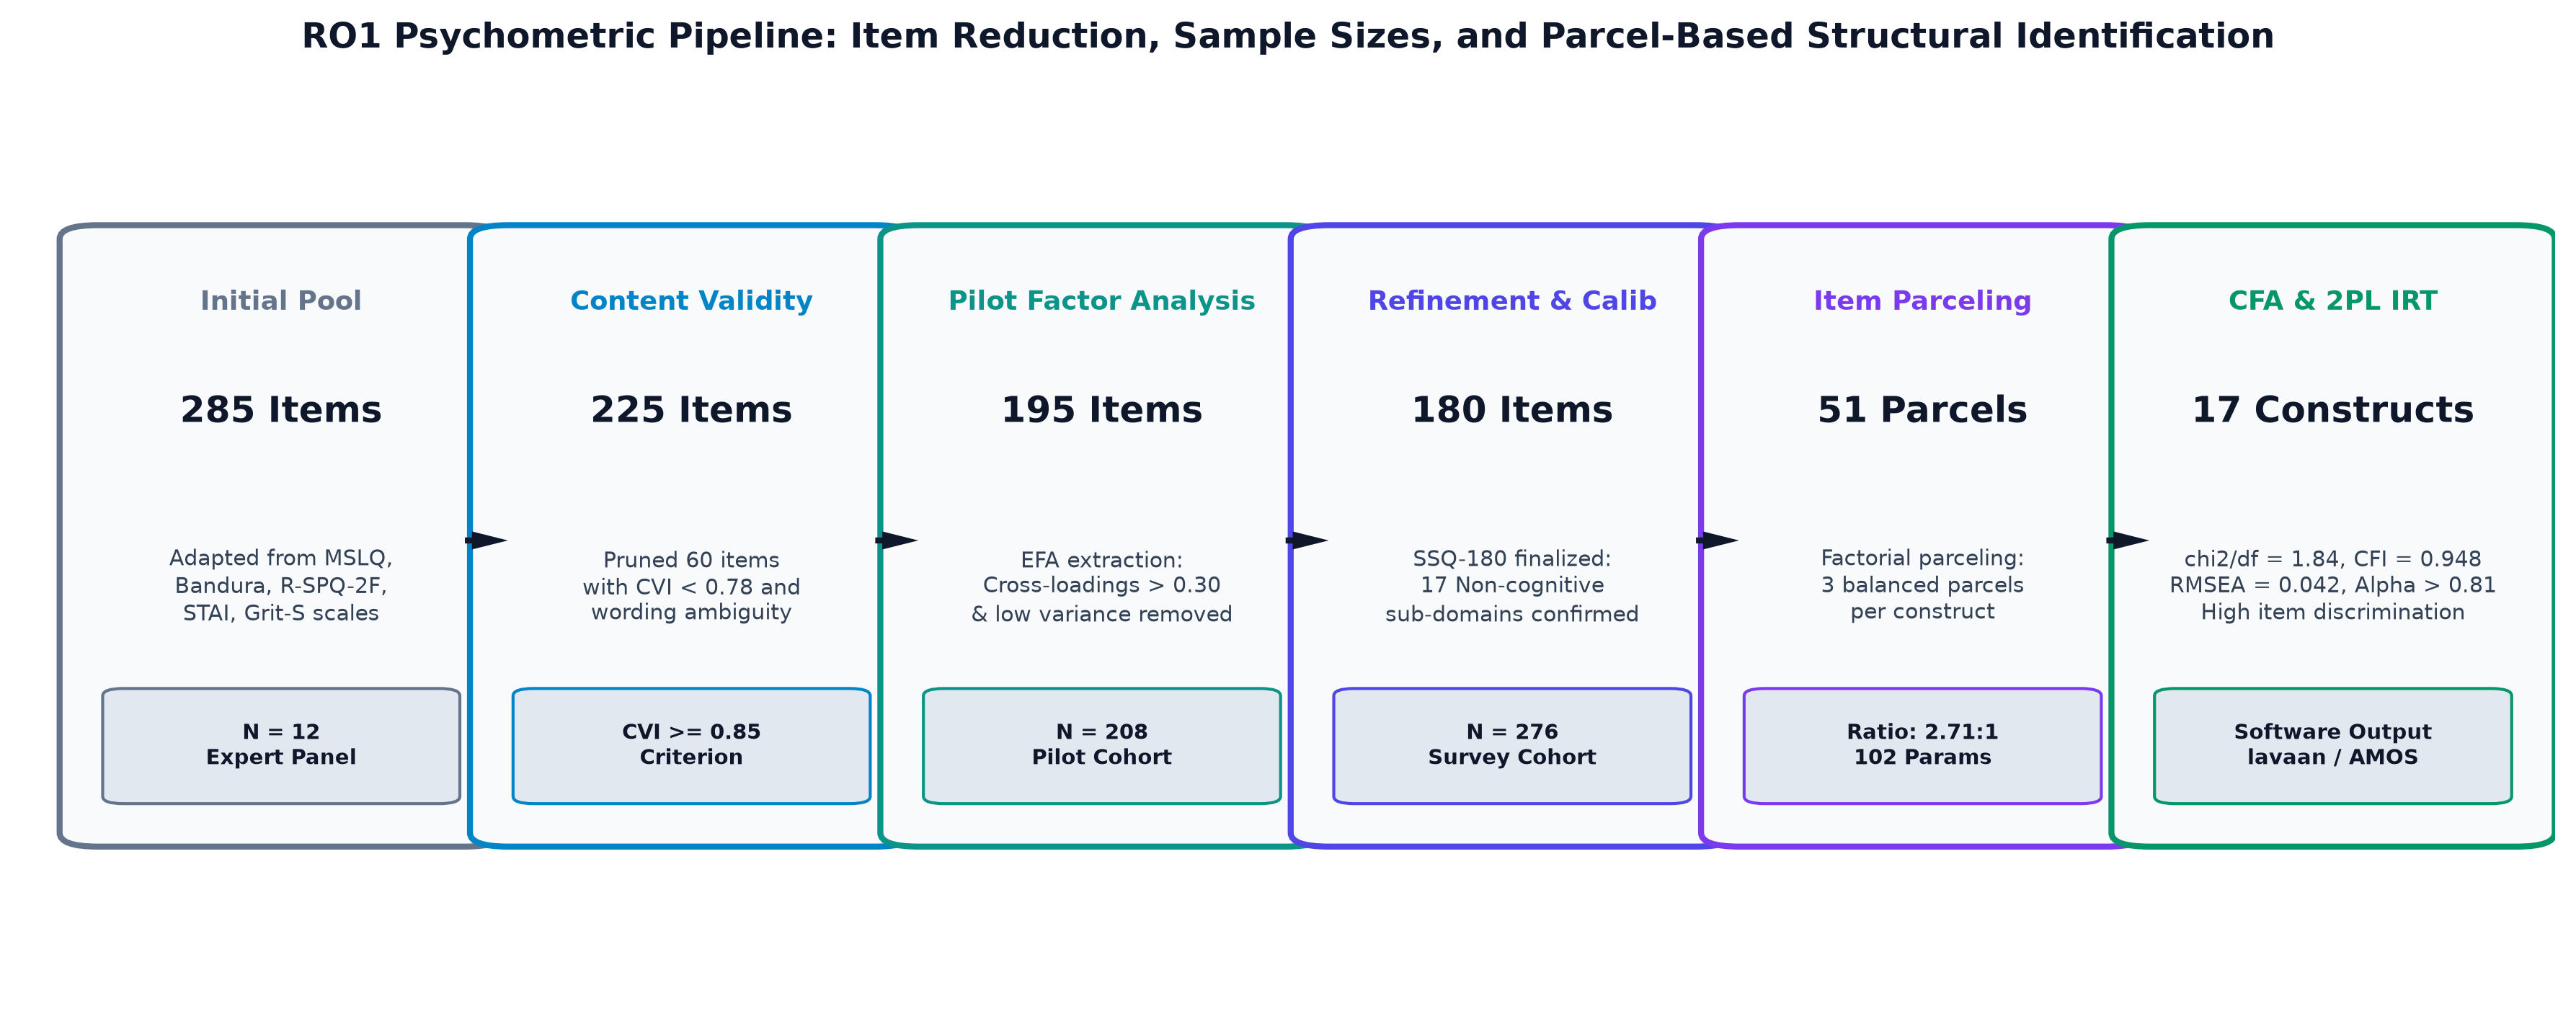 RO1 Psychometric Pipeline: Item Reduction, Sample Sizes, and Parcel-Based Structural Identification
Initial Pool
285 Items
Adapted from MSLQ,
Bandura, R-SPQ-2F,
STAI, Grit-S scales
N = 12
Expert Panel
Content Validity
225 Items
Pruned 60 items
with CVI < 0.78 and
wording ambiguity
CVI >= 0.85
Criterion
Pilot Factor Analysis
195 Items
EFA extraction:
Cross-loadings > 0.30
& low variance removed
N = 208
Pilot Cohort
Refinement & Calib
180 Items
SSQ-180 finalized:
17 Non-cognitive
sub-domains confirmed
N = 276
Survey Cohort
Item Parceling
51 Parcels
Factorial parceling:
3 balanced parcels
per construct
Ratio: 2.71:1
102 Params
CFA & 2PL IRT
17 Constructs
chi2/df = 1.84, CFI = 0.948
RMSEA = 0.042, Alpha > 0.81
High item discrimination
Software Output
lavaan / AMOS